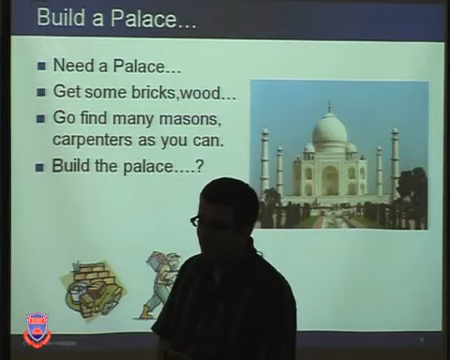 Build a Palace...
Need a Palace...
Get some bricks,wood...
Go find many masons,
carpenters as you can.
Build the palace....?